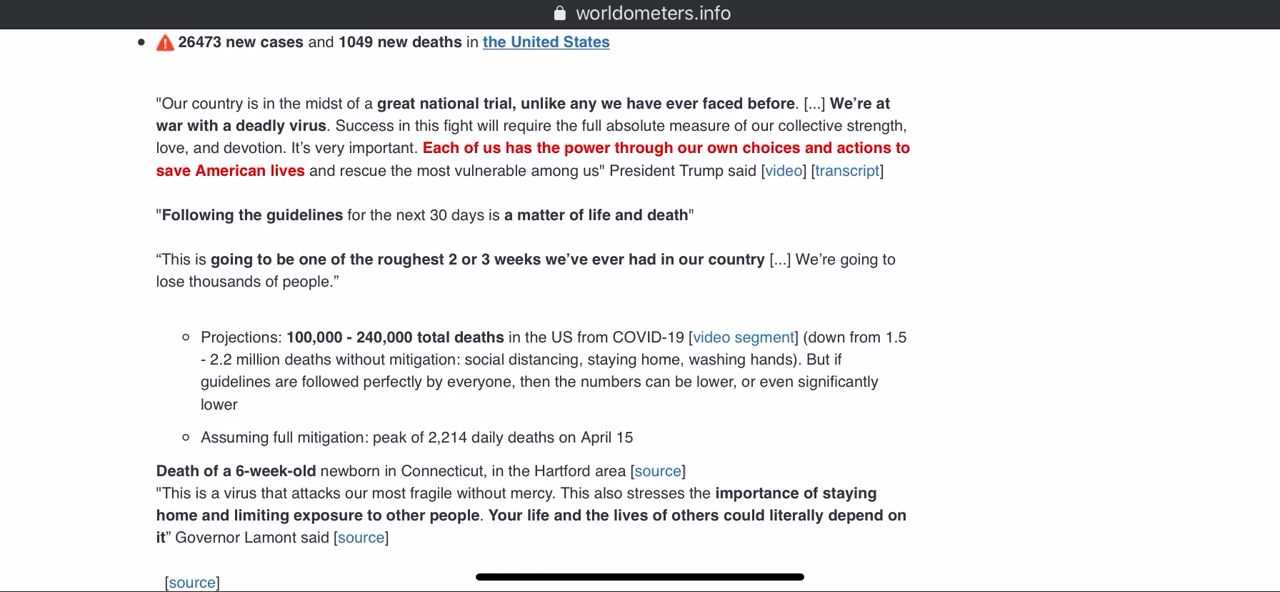 worldometers.info
26473 new cases and 1049 new deaths in the United States
"Our country is in the midst of a great national trial, unlike any we have ever faced before. [...] We’re at
war with a deadly virus. Success in this fight will require the full absolute measure of our collective strength,
love, and devotion. It’s very important. Each of us has the power through our own choices and actions to
save American lives and rescue the most vulnerable among us" President Trump said [video] [transcript]
"Following the guidelines for the next 30 days is a matter of life and death"
“This is going to be one of the roughest 2 or 3 weeks we’ve ever had in our country [...] We’re going to
lose thousands of people.”
Projections: 100,000 - 240,000 total deaths in the US from COVID-19 [video segment] (down from 1.5
- 2.2 million deaths without mitigation: social distancing, staying home, washing hands). But if
guidelines are followed perfectly by everyone, then the numbers can be lower, or even significantly
lower
Assuming full mitigation: peak of 2,214 daily deaths on April 15
Death of a 6-week-old newborn in Connecticut, in the Hartford area [source]
"This is a virus that attacks our most fragile without mercy. This also stresses the importance of staying
home and limiting exposure to other people. Your life and the lives of others could literally depend on
it” Governor Lamont said [source]
[source]